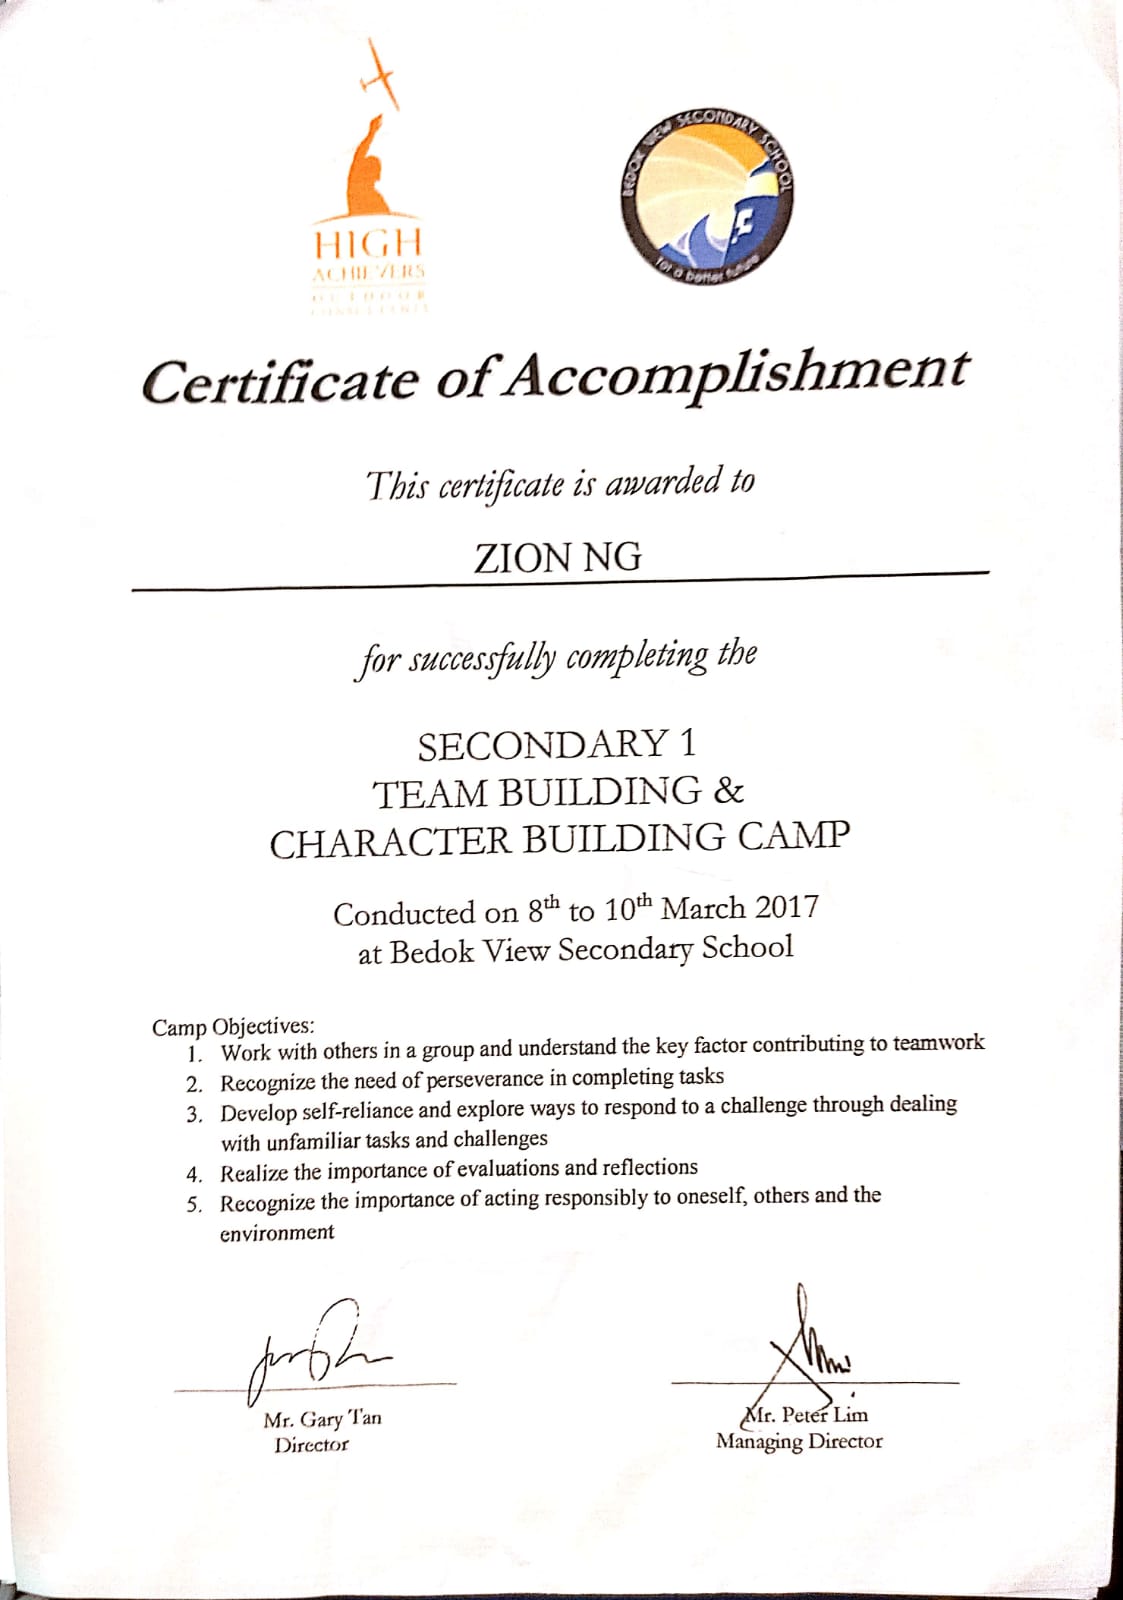 HIGH
ACHIEVERS
OUTDOOR
BEDOK VIEW SECONDARY SCHOOL
for a better future
Certificate of Accomplishment
This certificate is awarded to
ZION NG
for successfully completing the
SECONDARY 1
TEAM BUILDING &
CHARACTER BUILDING CAMP
Conducted on 8th to 10th March 2017
at Bedok View Secondary School
Camp Objectives:
1. Work with others in a group and understand the key factor contributing to teamwork
2. Recognize the need of perseverance in completing tasks
3. Develop self-reliance and explore ways to respond to a challenge through dealing
with unfamiliar tasks and challenges
4. Realize the importance of evaluations and reflections
5. Recognize the importance of acting responsibly to oneself, others and the
environment
Mr. Gary Tan
Director
Mr. Peter Lim
Managing Director